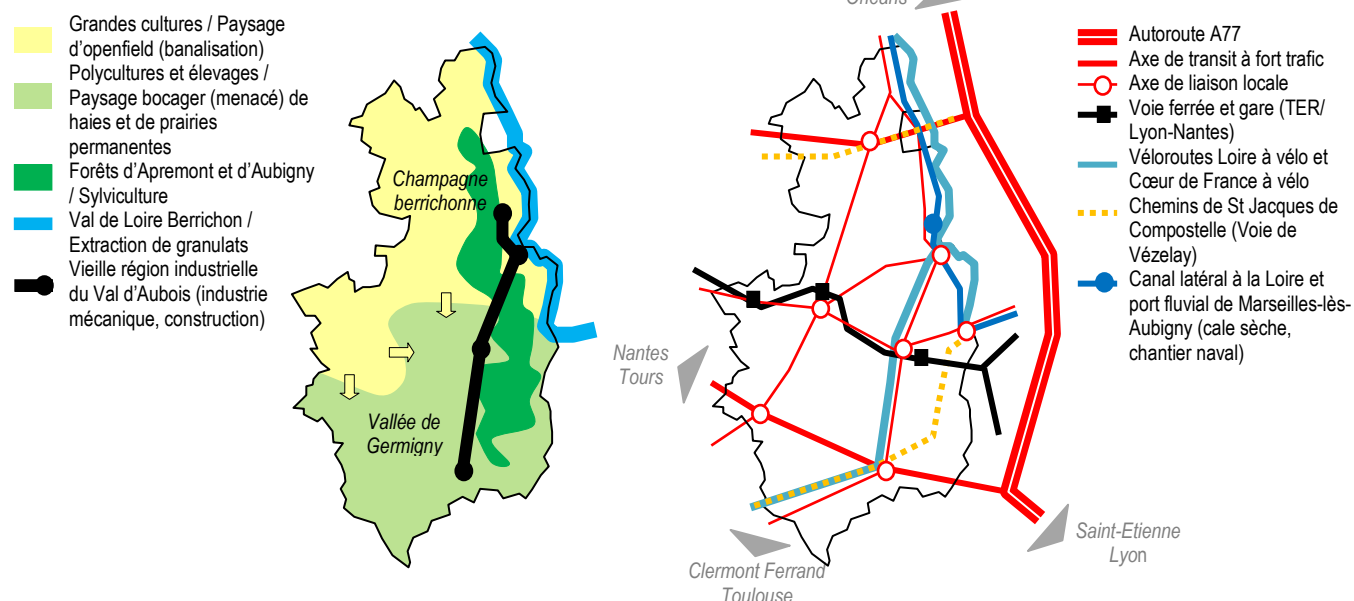 Grandes cultures / Paysage
d'openfield (banalisation)
Polycultures et élevages /
Paysage bocager (menacé) de
haies et de prairies
permanentes
Forêts d'Apremont et d'Aubigny
/ Sylviculture
Val de Loire Berrichon /
Extraction de granulats
Vieille région industrielle
du Val d'Aubois (industrie
mécanique, construction)
Champagne
berrichonne
Vallée de
Germigny
Orléans
Nantes
Tours
Clermont Ferrand
Toulouse
Saint-Etienne
Lyon
Autoroute A77
Axe de transit à fort trafic
Axe de liaison locale
Voie ferrée et gare (TER/
Lyon-Nantes)
Véloroutes Loire à vélo et
Cœur de France à vélo
Chemins de St Jacques de
Compostelle (Voie de
Vézelay)
Canal latéral à la Loire et
port fluvial de Marseilles-lès-
Aubigny (cale sèche,
chantier naval)